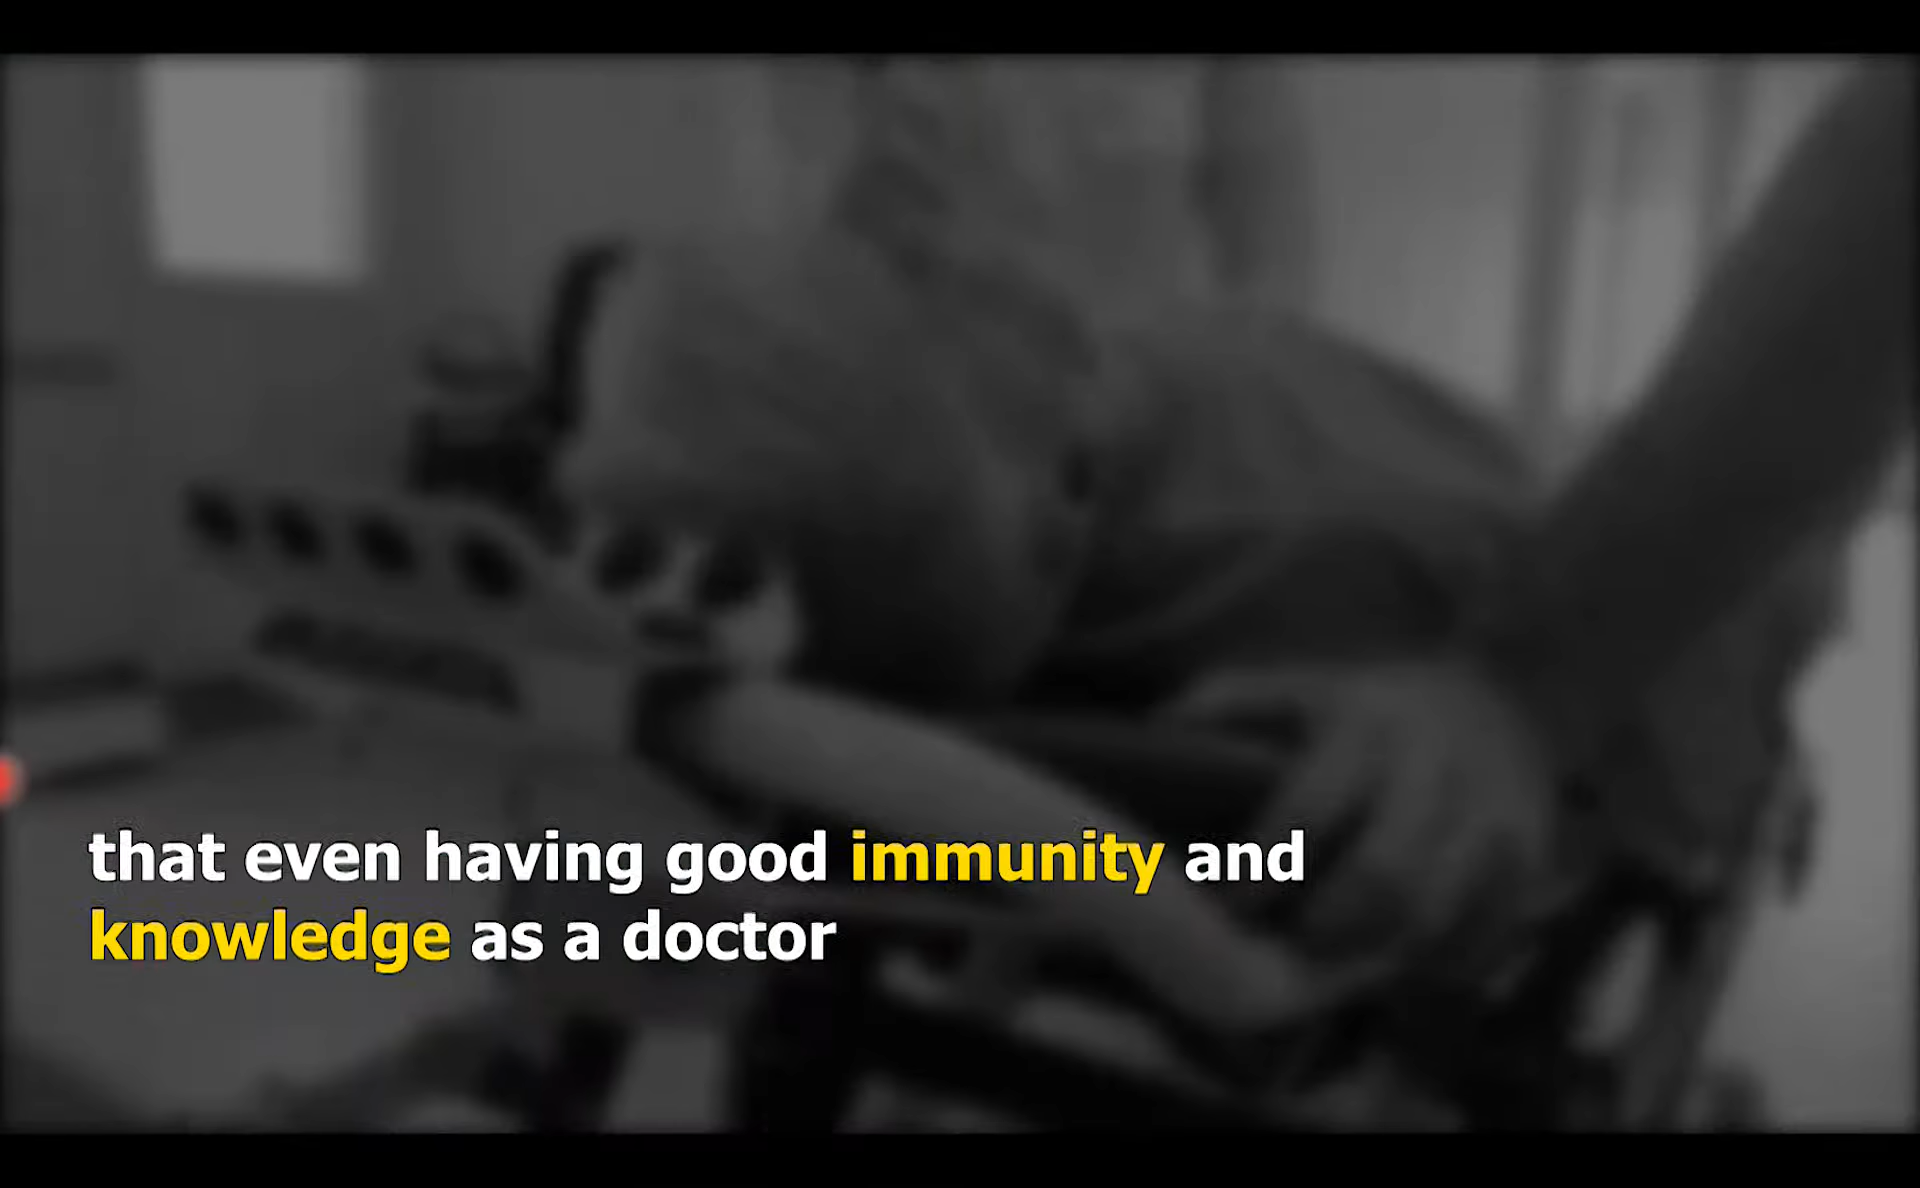 that even having good immunity and
knowledge as a doctor